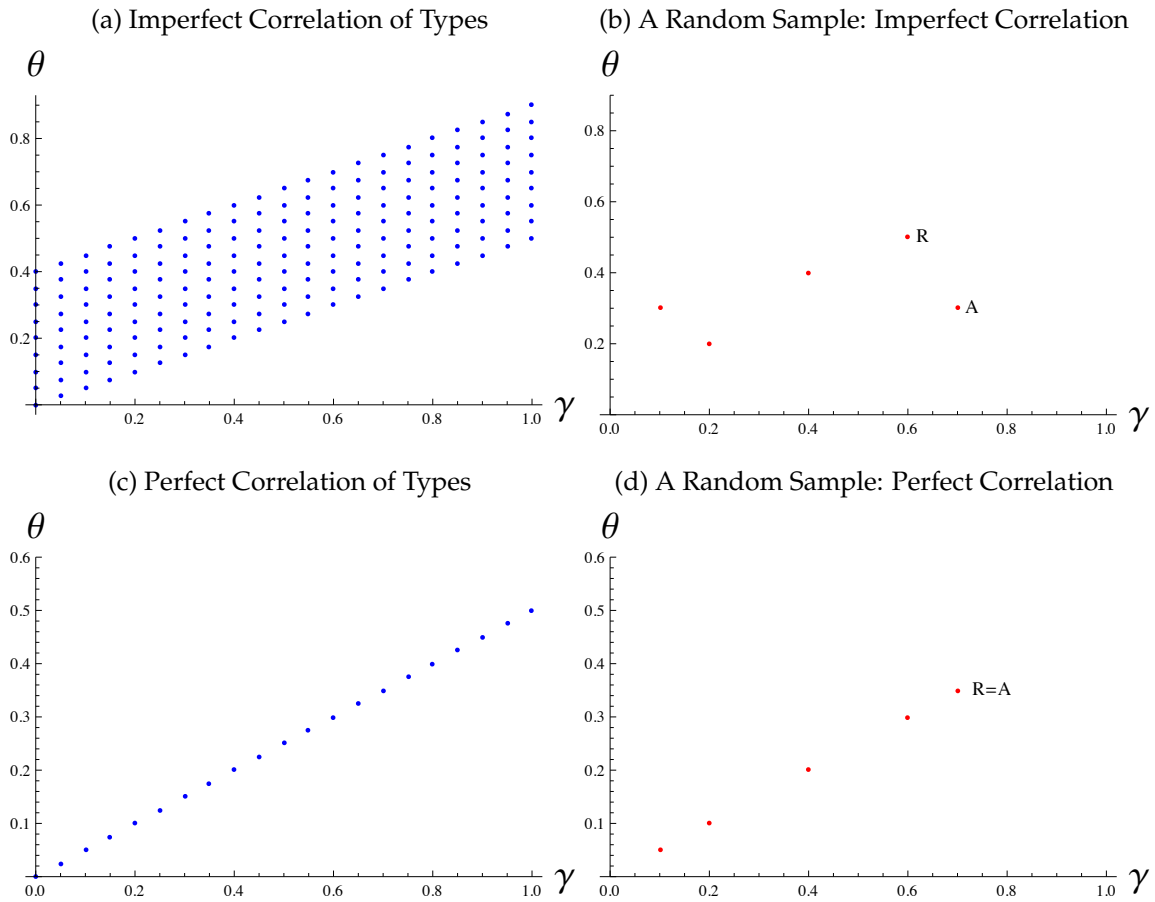 (a) Imperfect Correlation of Types
θ
0.8
0.6
0.4
0.2
0.2 0.4 0.6 0.8 1.0
γ
(b) A Random Sample: Imperfect Correlation
θ
0.8
0.6
0.4
0.2
R
A
0.0 0.2 0.4 0.6 0.8 1.0
γ
(c) Perfect Correlation of Types
θ
0.6
0.5
0.4
0.3
0.2
0.1
0.0 0.2 0.4 0.6 0.8 1.0
γ
(d) A Random Sample: Perfect Correlation
θ
0.6
0.5
0.4
0.3
0.2
0.1
R=A
0.0 0.2 0.4 0.6 0.8 1.0
γ